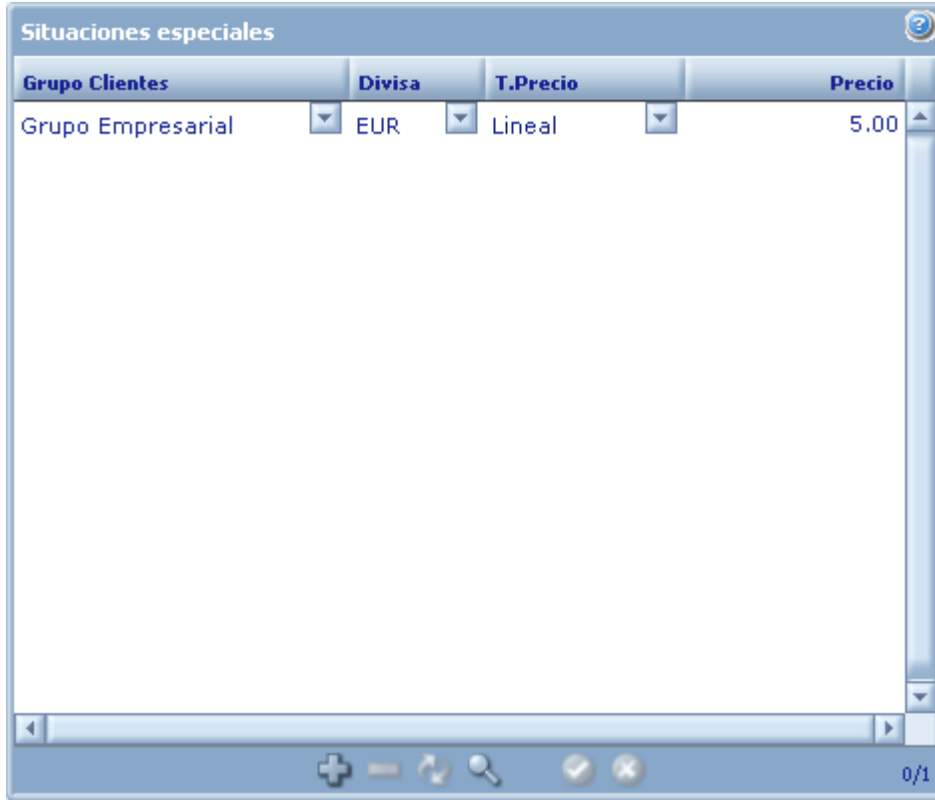 Situaciones especiales
Grupo Clientes Divisa T.Precio Precio
Grupo Empresarial EUR Lineal 5.00
0/1